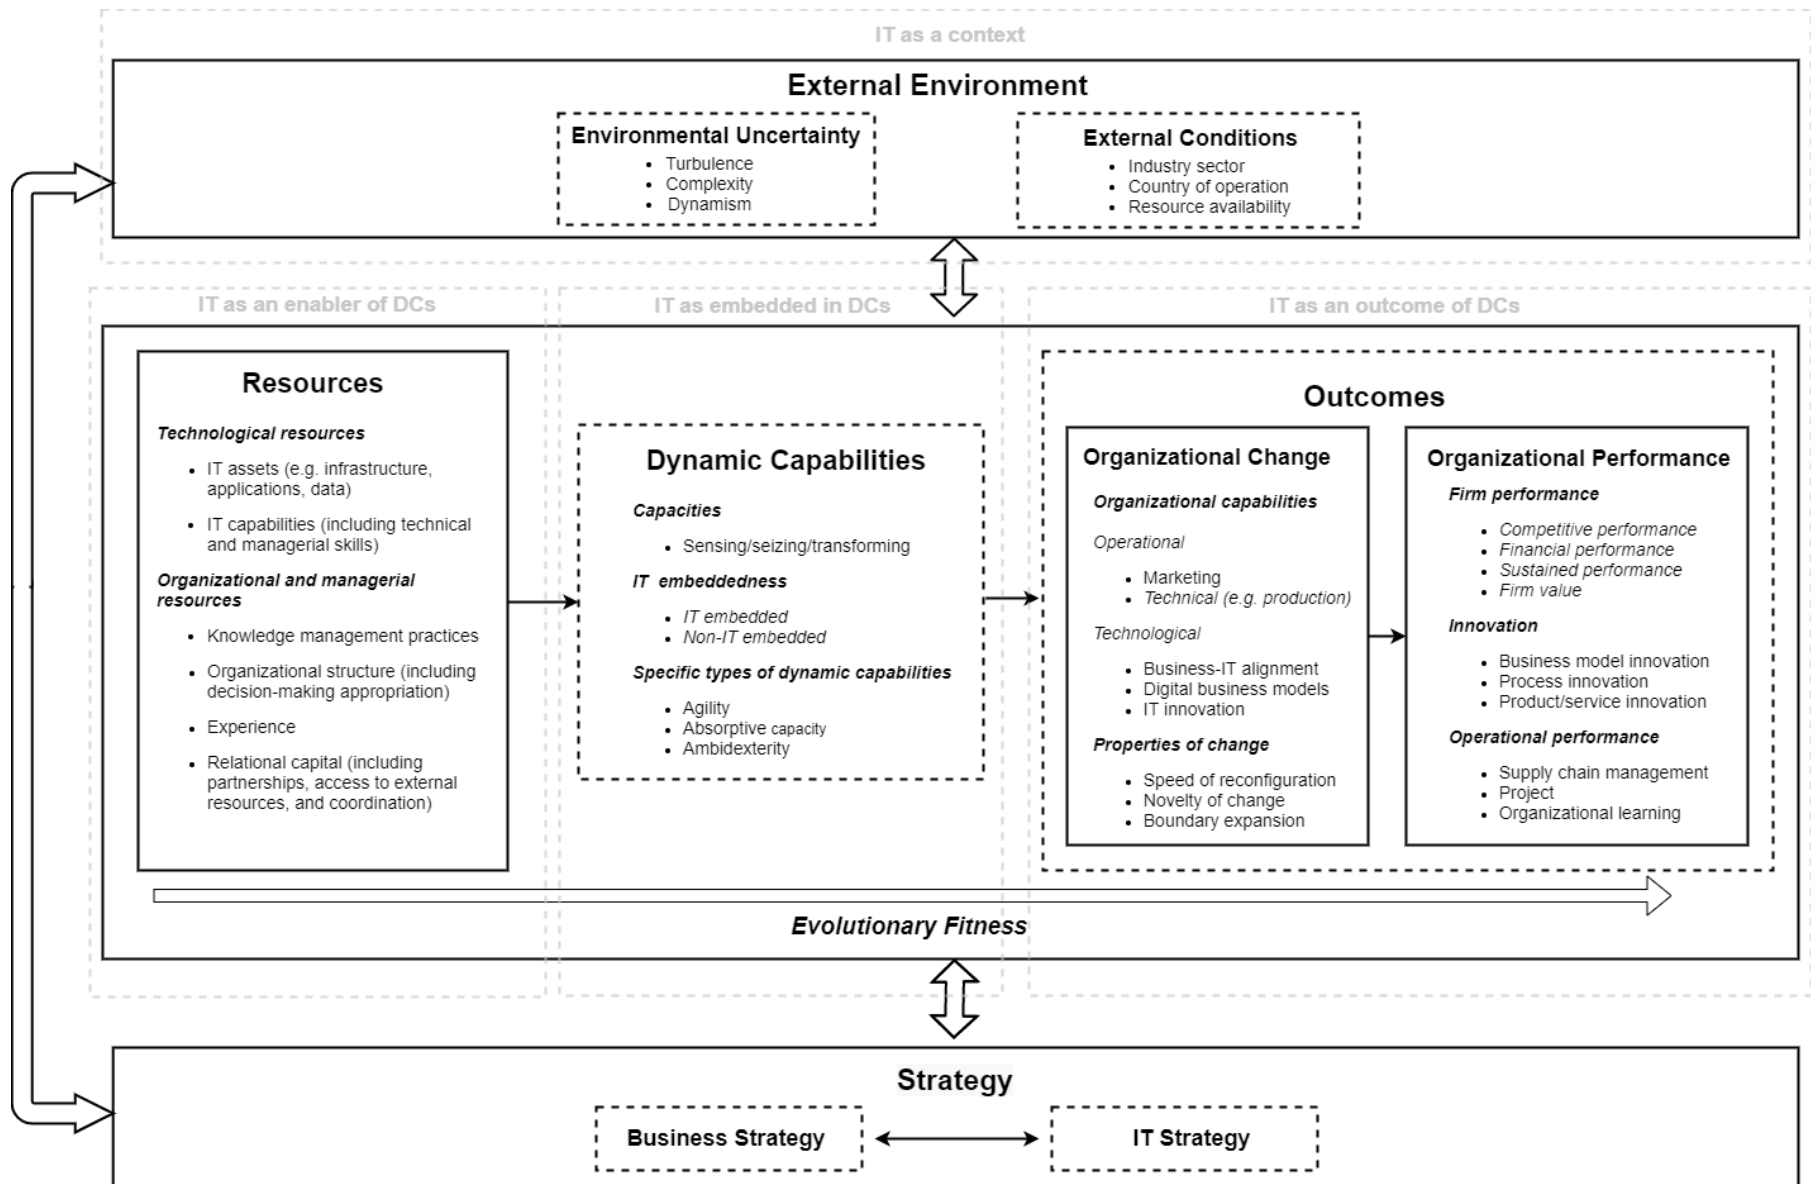 IT as a context
External Environment
Environmental Uncertainty
Turbulence
Complexity
Dynamism
External Conditions
Industry sector
Country of operation
Resource availability
IT as an enabler of DCs
IT as embedded in DCs
IT as an outcome of DCs
Resources
Technological resources
IT assets (e.g. infrastructure,
applications, data)
IT capabilities (including technical
and managerial skills)
Organizational and managerial
resources
Knowledge management practices
Organizational structure (including
decision-making appropriation)
Experience
Relational capital (including
partnerships, access to external
resources, and coordination)
Dynamic Capabilities
Capacities
Sensing/seizing/transforming
IT embeddedness
IT embedded
Non-IT embedded
Specific types of dynamic capabilities
Agility
Absorptive capacity
Ambidexterity
Outcomes
Organizational Change
Organizational capabilities
Operational
Marketing
Technical (e.g. production)
Technological
Business-IT alignment
Digital business models
IT innovation
Properties of change
Speed of reconfiguration
Novelty of change
Boundary expansion
Organizational Performance
Firm performance
Competitive performance
Financial performance
Sustained performance
Firm value
Innovation
Business model innovation
Process innovation
Product/service innovation
Operational performance
Supply chain management
Project
Organizational learning
Evolutionary Fitness
Strategy
Business Strategy
IT Strategy